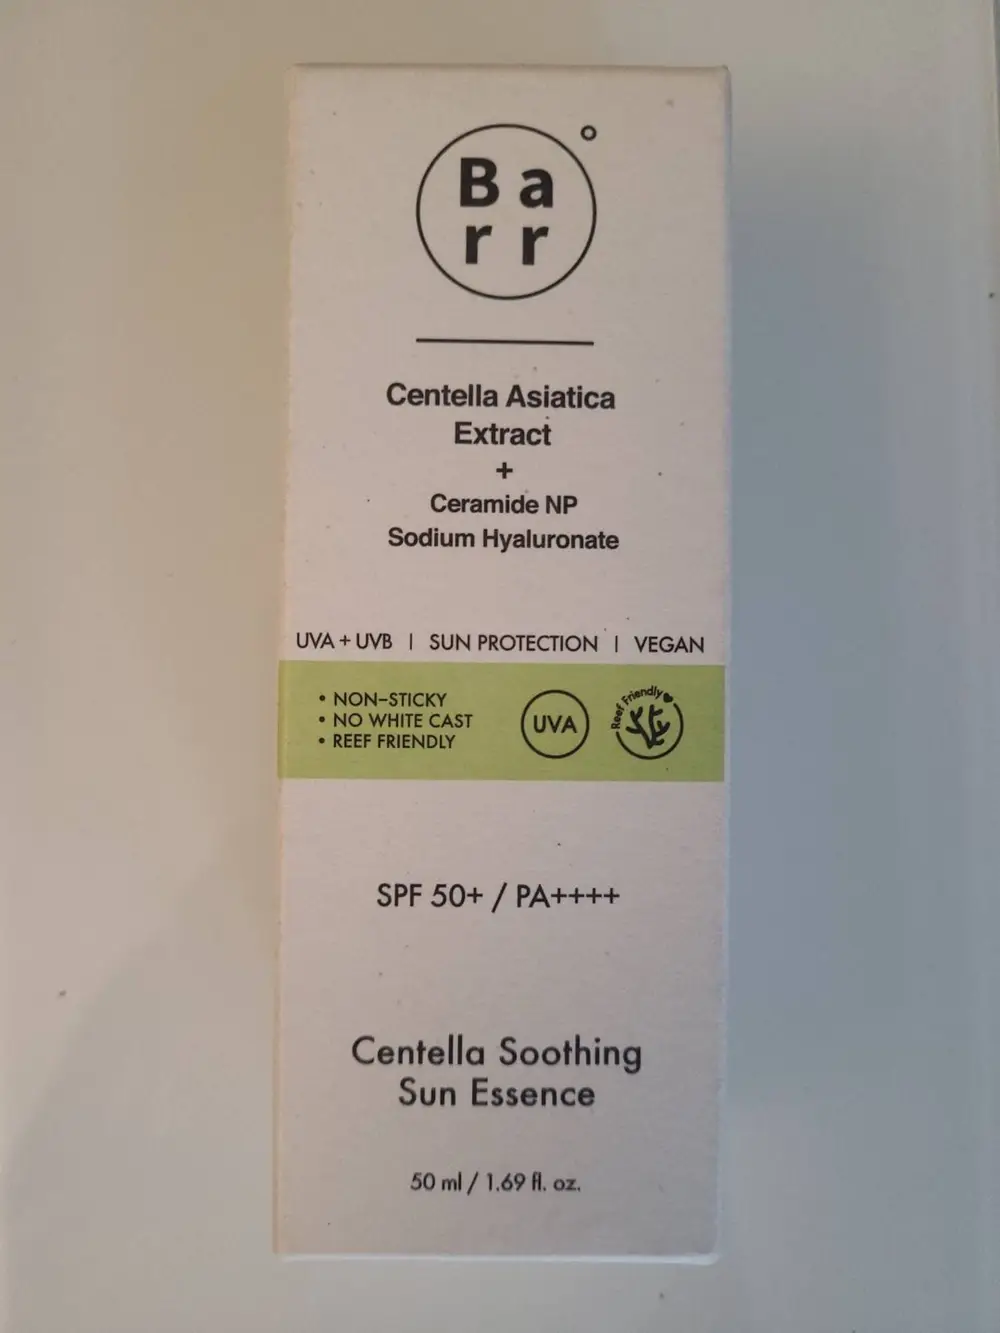 Ba
rr
Centella Asiatica
Extract
+
Ceramide NP
Sodium Hyaluronate
UVA + UVB | SUN PROTECTION | VEGAN
• NON-STICKY
• NO WHITE CAST
• REEF FRIENDLY
UVA
Reef Friendly
SPF 50+ / PA++++
Centella Soothing
Sun Essence
50 ml / 1.69 fl. oz.